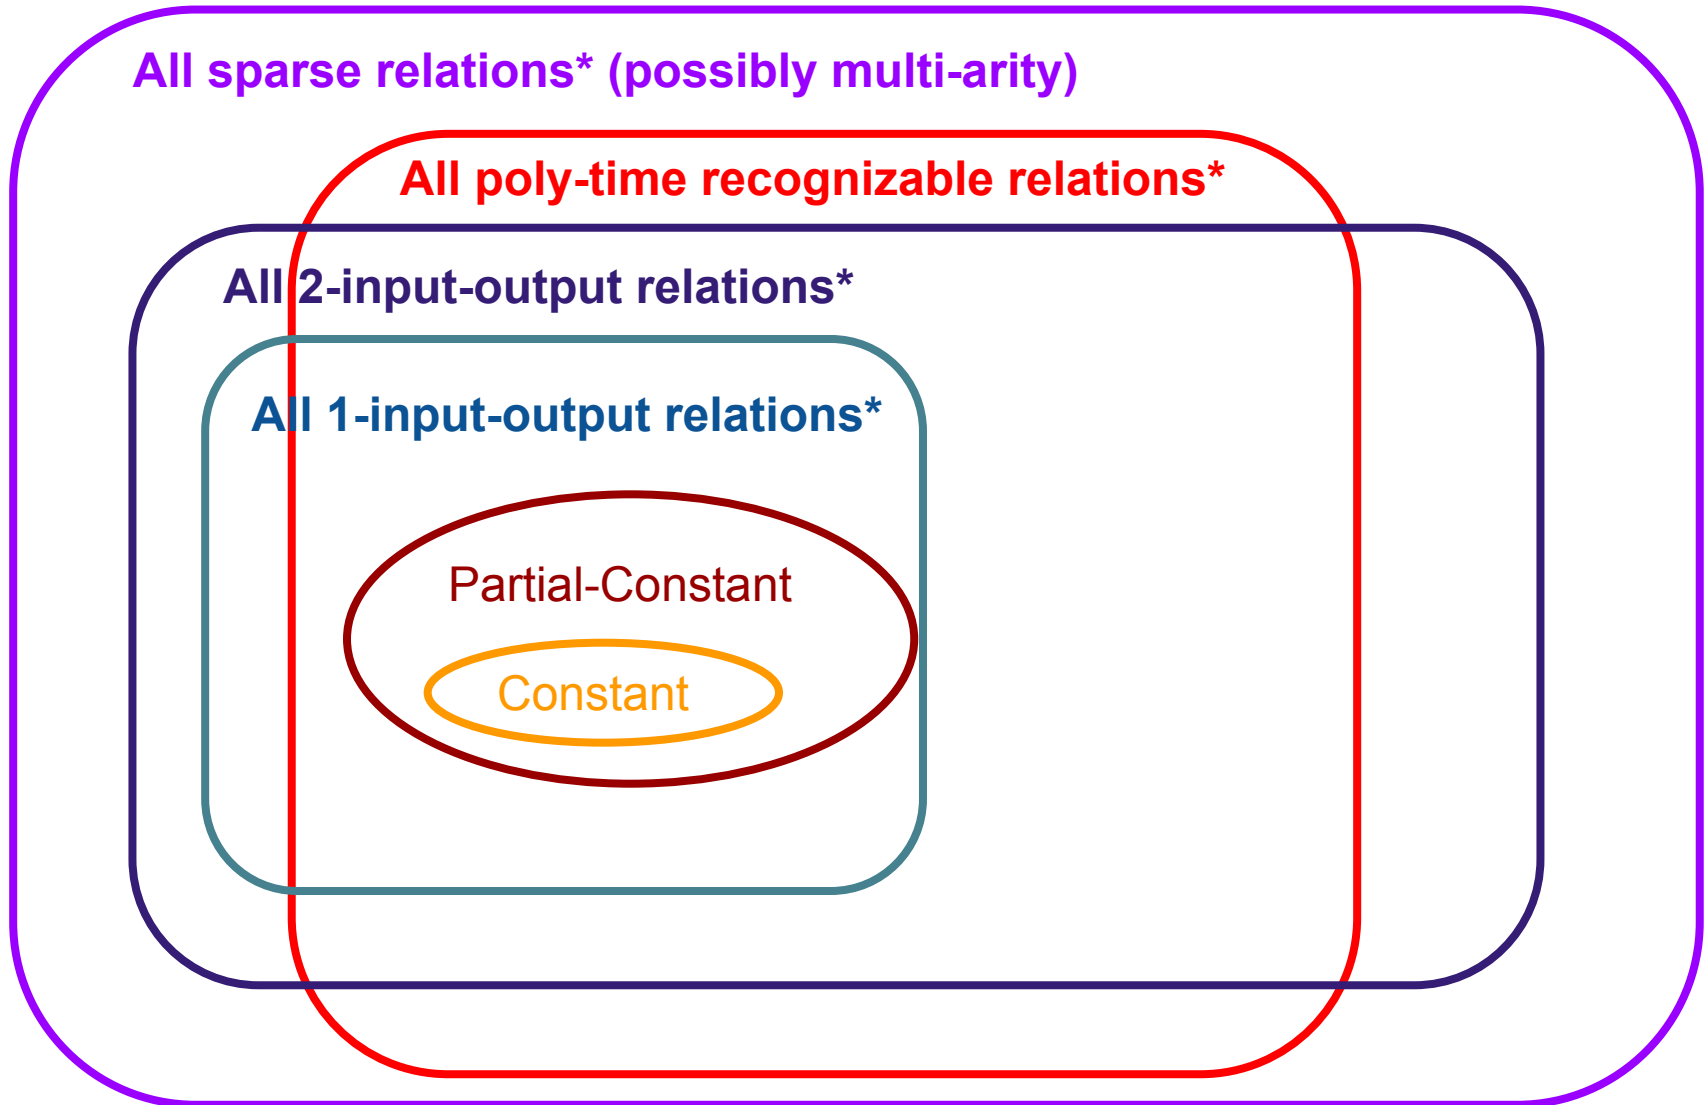 All sparse relations* (possibly multi-arity)
All poly-time recognizable relations*
All 2-input-output relations*
All 1-input-output relations*
Partial-Constant
Constant